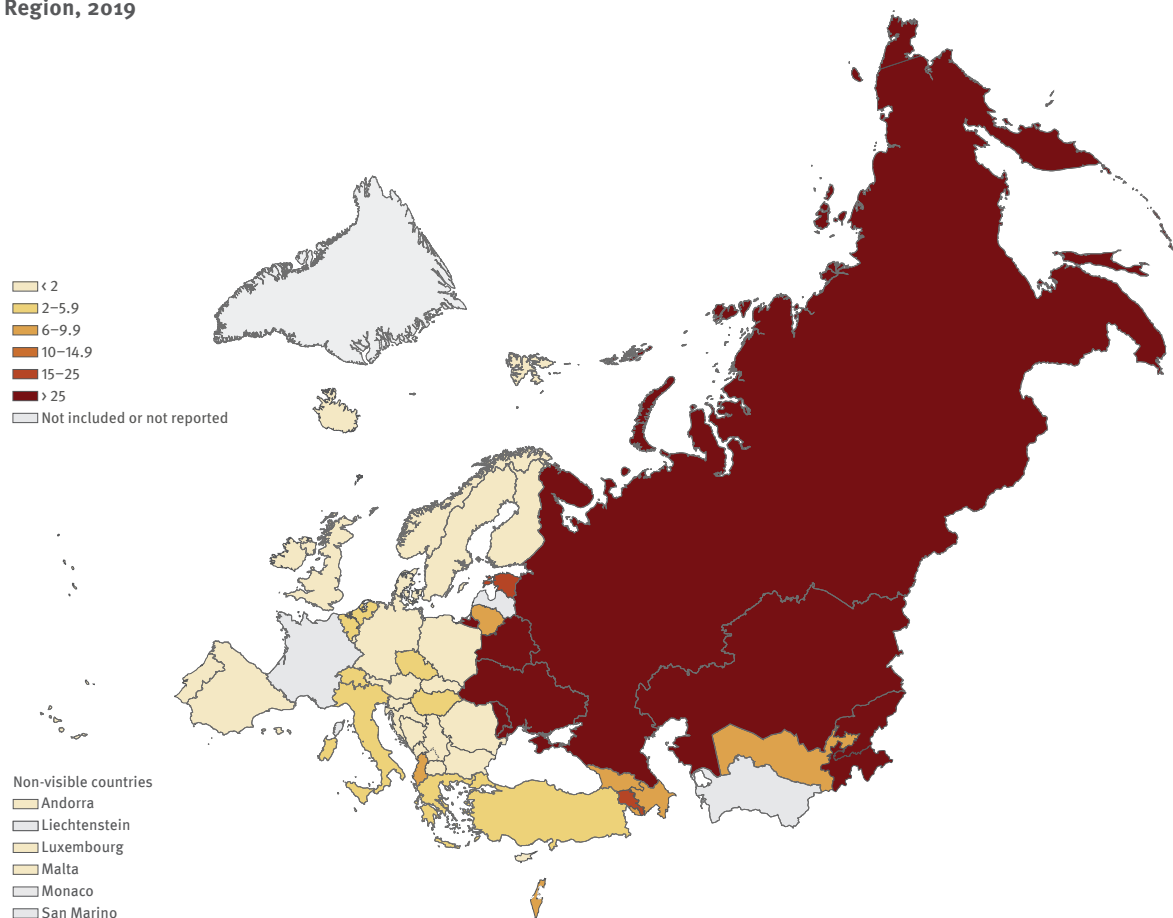 Region, 2019
‹ 2
2–5.9
6–9.9
10–14.9
15–25
› 25
Not included or not reported
Non-visible countries
Andorra
Liechtenstein
Luxembourg
Malta
Monaco
San Marino